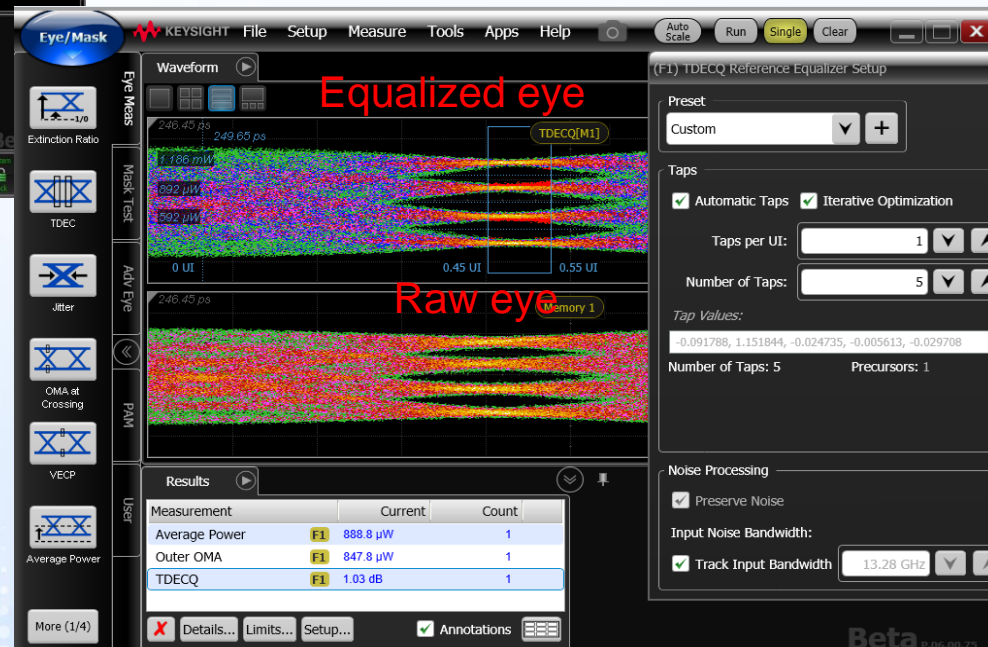 Eye/Mask
KEYSIGHT File Setup Measure Tools Apps Help
Auto Scale
Run
Single
Clear
Extinction Ratio
TDEC
Jitter
OMA at
Crossing
VECP
Average Power
More (1/4)
Eye Meas
Mask Test
Adv Eye
PAM
User
Waveform
Equalized eye
246.45 ps
249.65 ps
TDECQ[M1]
1.186 mW
892 µW
592 µW
0 UI
0.45 UI
0.55 UI
Raw eye
246.45 ps
Memory 1
Results
Measurement Current Count
Average Power F1 888.8 µW 1
Outer OMA F1 847.8 µW 1
TDECQ F1 1.03 dB 1
Details...
Limits...
Setup...
Annotations
(F1) TDECQ Reference Equalizer Setup
Preset
Custom
Taps
Automatic Taps
Iterative Optimization
Taps per UI: 1
Number of Taps: 5
Tap Values:
-0.091788, 1.151844, -0.024735, -0.005613, -0.029708
Number of Taps: 5 Precursors: 1
Noise Processing
Preserve Noise
Input Noise Bandwidth:
Track Input Bandwidth 13.28 GHz
Beta